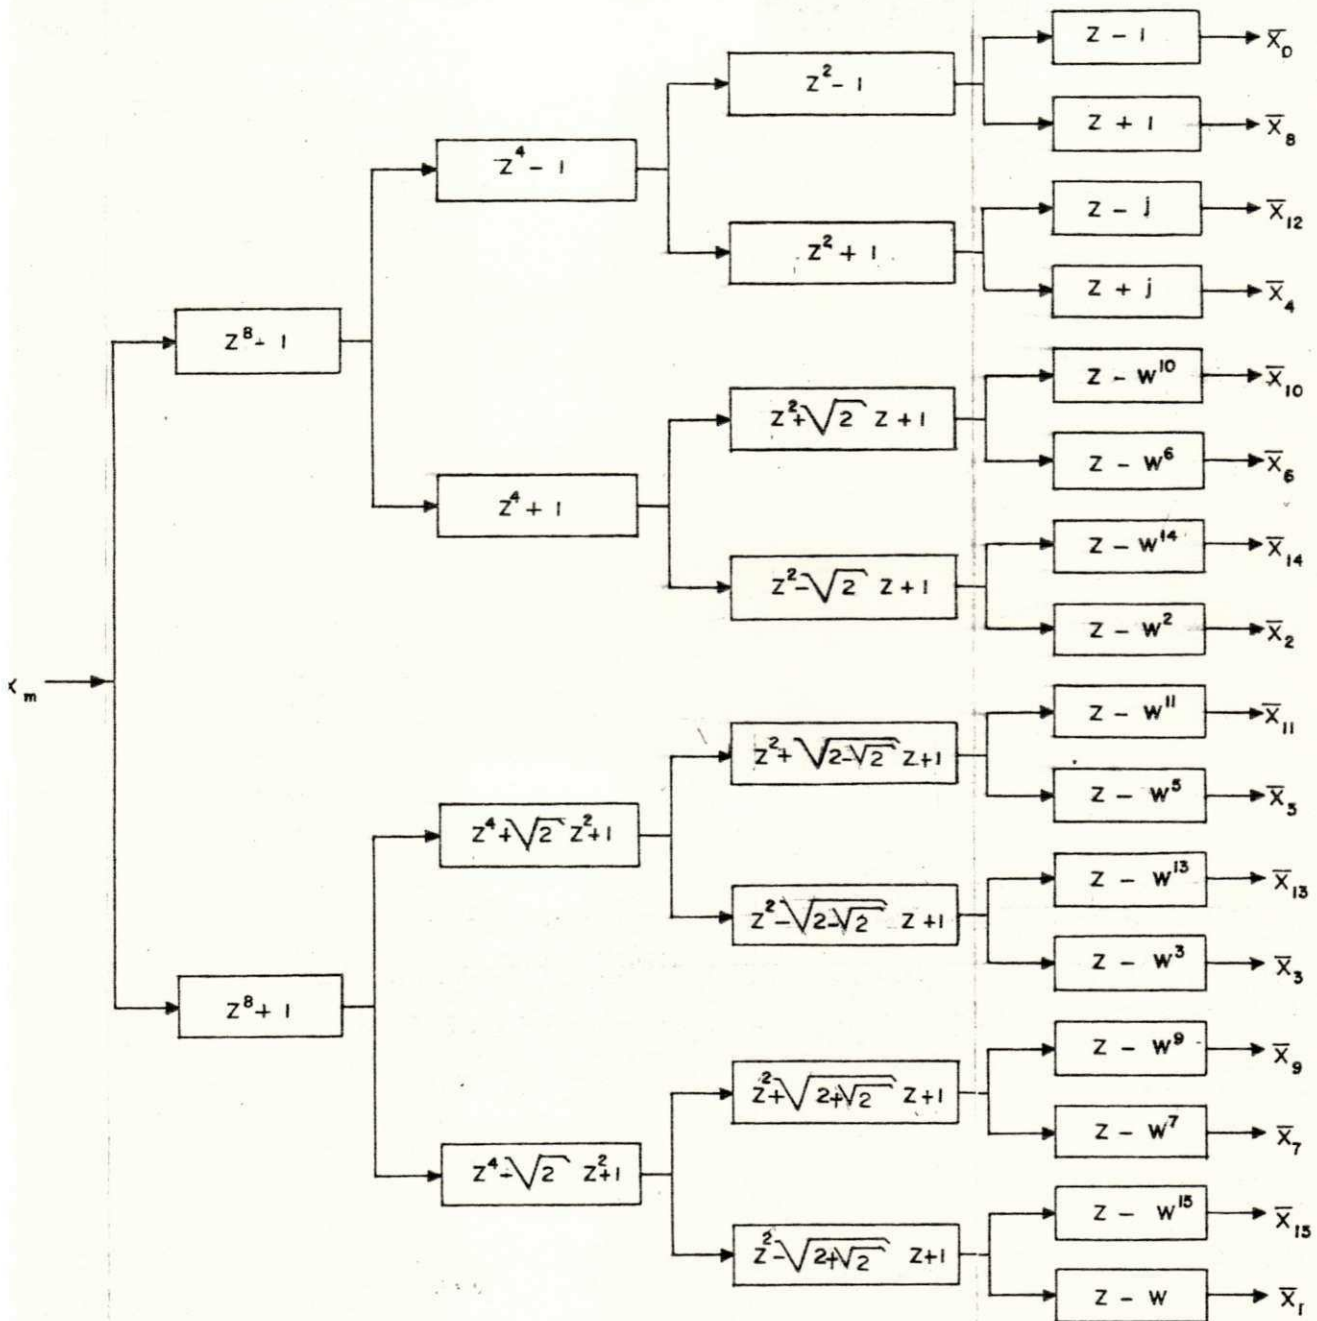 Z - 1
X̅₀
Z² - 1
Z + 1
X̅₈
Z⁴ - 1
Z - j
X̅₁₂
Z² + 1
Z + j
X̅₄
Z⁸ - 1
Z - W¹⁰
X̅₁₀
Z² + √2 Z + 1
Z - W⁶
X̅₆
Z⁴ + 1
Z - W¹⁴
X̅₁₄
Z² - √2 Z + 1
Z - W²
X̅₂
X ₘ
Z - W¹¹
X̅₁₁
Z² + √(2-√2) Z + 1
Z - W⁵
X̅₅
Z⁴ + √2 Z² + 1
Z - W¹³
X̅₁₃
Z² - √(2-√2) Z + 1
Z - W³
X̅₃
Z⁸ + 1
Z - W⁹
X̅₉
Z² + √(2+√2) Z + 1
Z - W⁷
X̅₇
Z⁴ - √2 Z² + 1
Z - W¹⁵
X̅₁₅
Z² - √(2+√2) Z + 1
Z - W
X̅₁